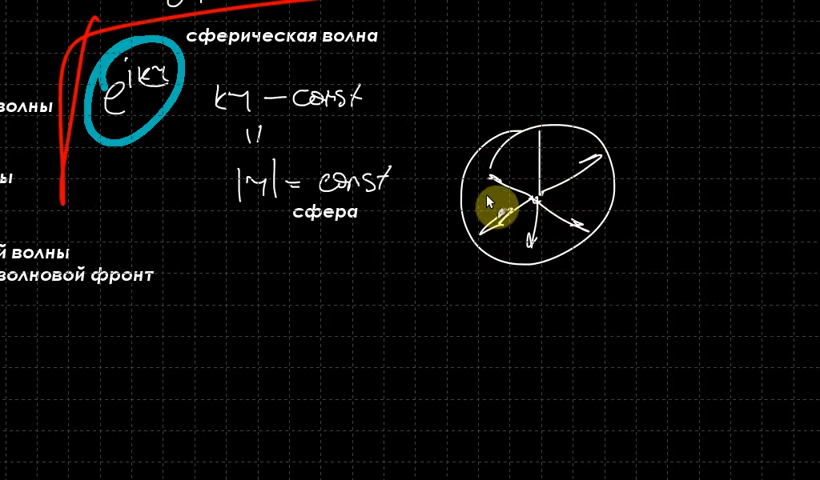 сферическая волна
e^{ikr}
волны
kr – const
|r| = const
сфера
й волны
волновой фронт